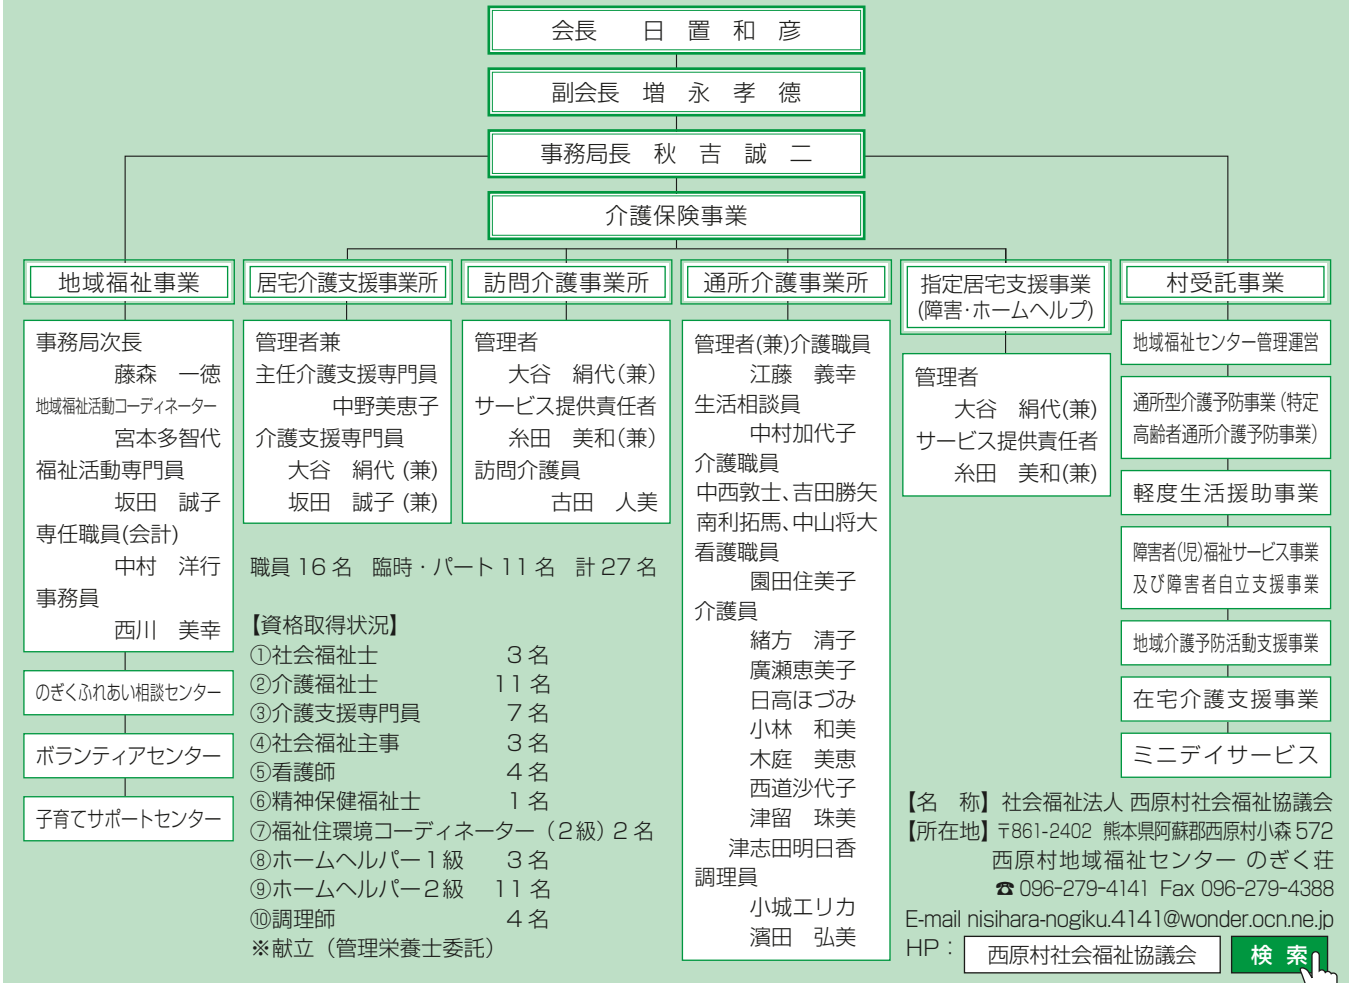 会長　日 置 和 彦
副会長 増 永 孝 德
事務局長 秋 吉 誠 二
介護保険事業
地域福祉事業
事務局次長
藤森　一徳
地域福祉活動コーディネーター
宮本多智代
福祉活動専門員
坂田　誠子
専任職員(会計)
中村　洋行
事務員
西川　美幸
のぎくふれあい相談センター
ボランティアセンター
子育てサポートセンター
居宅介護支援事業所
管理者兼
主任介護支援専門員
中野美恵子
介護支援専門員
大谷　絹代 (兼)
坂田　誠子 (兼)
訪問介護事業所
管理者
大谷　絹代(兼)
サービス提供責任者
糸田　美和(兼)
訪問介護員
古田　人美
通所介護事業所
管理者(兼)介護職員
江藤　義幸
生活相談員
中村加代子
介護職員
中西敦士、吉田勝矢
南利拓馬、中山将大
看護職員
園田住美子
介護員
緒方　清子
廣瀬恵美子
日高ほづみ
小林　和美
木庭　美恵
西道沙代子
津留　珠美
津志田明日香
調理員
小城エリカ
濱田　弘美
指定居宅支援事業
(障害・ホームヘルプ)
管理者
大谷　絹代(兼)
サービス提供責任者
糸田　美和(兼)
村受託事業
地域福祉センター管理運営
通所型介護予防事業(特定
高齢者通所介護予防事業)
軽度生活援助事業
障害者(児)福祉サービス事業
及び障害者自立支援事業
地域介護予防活動支援事業
在宅介護支援事業
ミニデイサービス
職員16名　臨時・パート11名　計27名
【資格取得状況】
①社会福祉士　3名
②介護福祉士　11名
③介護支援専門員　7名
④社会福祉主事　3名
⑤看護師　4名
⑥精神保健福祉士　1名
⑦福祉住環境コーディネーター（2級）2名
⑧ホームヘルパー1級　3名
⑨ホームヘルパー2級　11名
⑩調理師　4名
※献立（管理栄養士委託）
【名　称】社会福祉法人 西原村社会福祉協議会
【所在地】〒861-2402 熊本県阿蘇郡西原村小森572
西原村地域福祉センター のぎく荘
☎096-279-4141 Fax 096-279-4388
E-mail nisihara-nogiku.4141@wonder.ocn.ne.jp
HP： 西原村社会福祉協議会 検 索